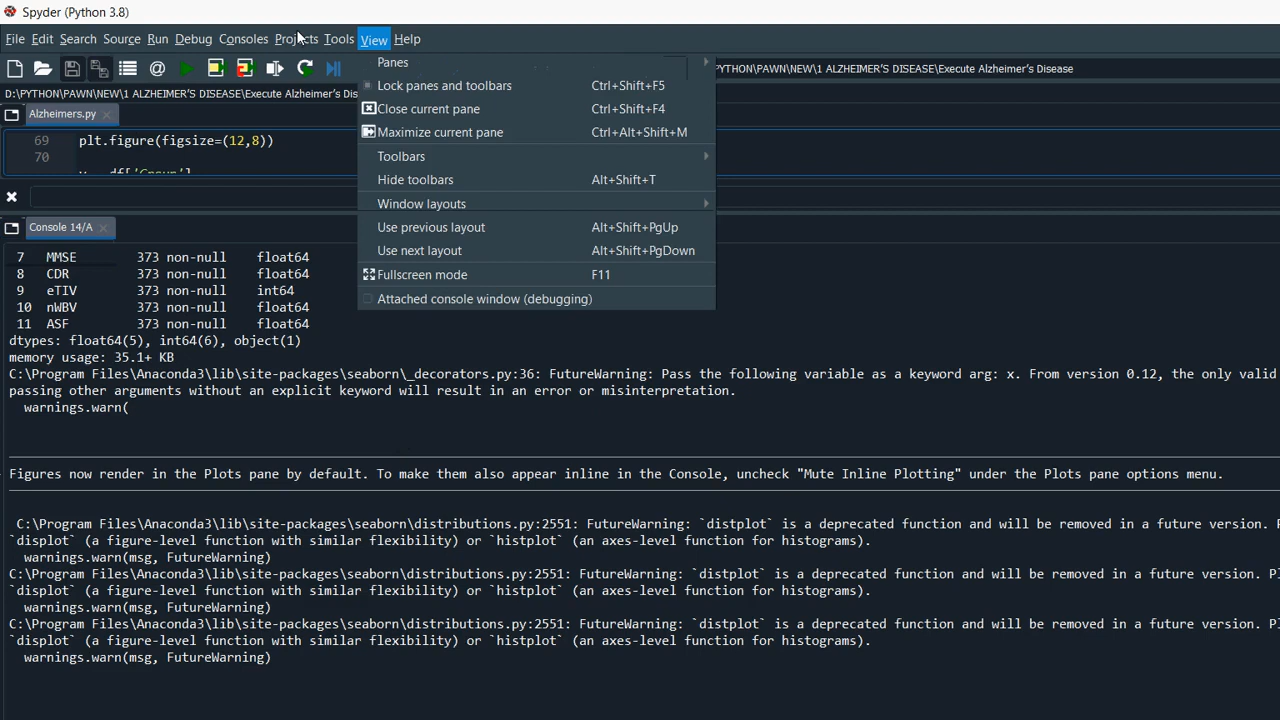 Spyder (Python 3.8)
File Edit Search Source Run Debug Consoles Projects Tools View Help
PYTHON\PAWN\NEW\1 ALZHEIMER'S DISEASE\Execute Alzheimer's Disease
D:\PYTHON\PAWN\NEW\1 ALZHEIMER'S DISEASE\Execute Alzheimer's Dis
Alzheimers.py
69 plt.figure(figsize=(12,8))
70
Panes
Lock panes and toolbars Ctrl+Shift+F5
Close current pane Ctrl+Shift+F4
Maximize current pane Ctrl+Alt+Shift+M
Toolbars
Hide toolbars Alt+Shift+T
Window layouts
Use previous layout Alt+Shift+PgUp
Use next layout Alt+Shift+PgDown
Fullscreen mode F11
Attached console window (debugging)
Console 14/A
7 MMSE 373 non-null float64
8 CDR 373 non-null float64
9 eTIV 373 non-null int64
10 nWBV 373 non-null float64
11 ASF 373 non-null float64
dtypes: float64(5), int64(6), object(1)
memory usage: 35.1+ KB
C:\Program Files\Anaconda3\lib\site-packages\seaborn\_decorators.py:36: FutureWarning: Pass the following variable as a keyword arg: x. From version 0.12, the only valid
passing other arguments without an explicit keyword will result in an error or misinterpretation.
warnings.warn(
Figures now render in the Plots pane by default. To make them also appear inline in the Console, uncheck "Mute Inline Plotting" under the Plots pane options menu.
C:\Program Files\Anaconda3\lib\site-packages\seaborn\distributions.py:2551: FutureWarning: `distplot` is a deprecated function and will be removed in a future version. P
`displot` (a figure-level function with similar flexibility) or `histplot` (an axes-level function for histograms).
warnings.warn(msg, FutureWarning)
C:\Program Files\Anaconda3\lib\site-packages\seaborn\distributions.py:2551: FutureWarning: `distplot` is a deprecated function and will be removed in a future version. Pl
`displot` (a figure-level function with similar flexibility) or `histplot` (an axes-level function for histograms).
warnings.warn(msg, FutureWarning)
C:\Program Files\Anaconda3\lib\site-packages\seaborn\distributions.py:2551: FutureWarning: `distplot` is a deprecated function and will be removed in a future version. Pl
`displot` (a figure-level function with similar flexibility) or `histplot` (an axes-level function for histograms).
warnings.warn(msg, FutureWarning)